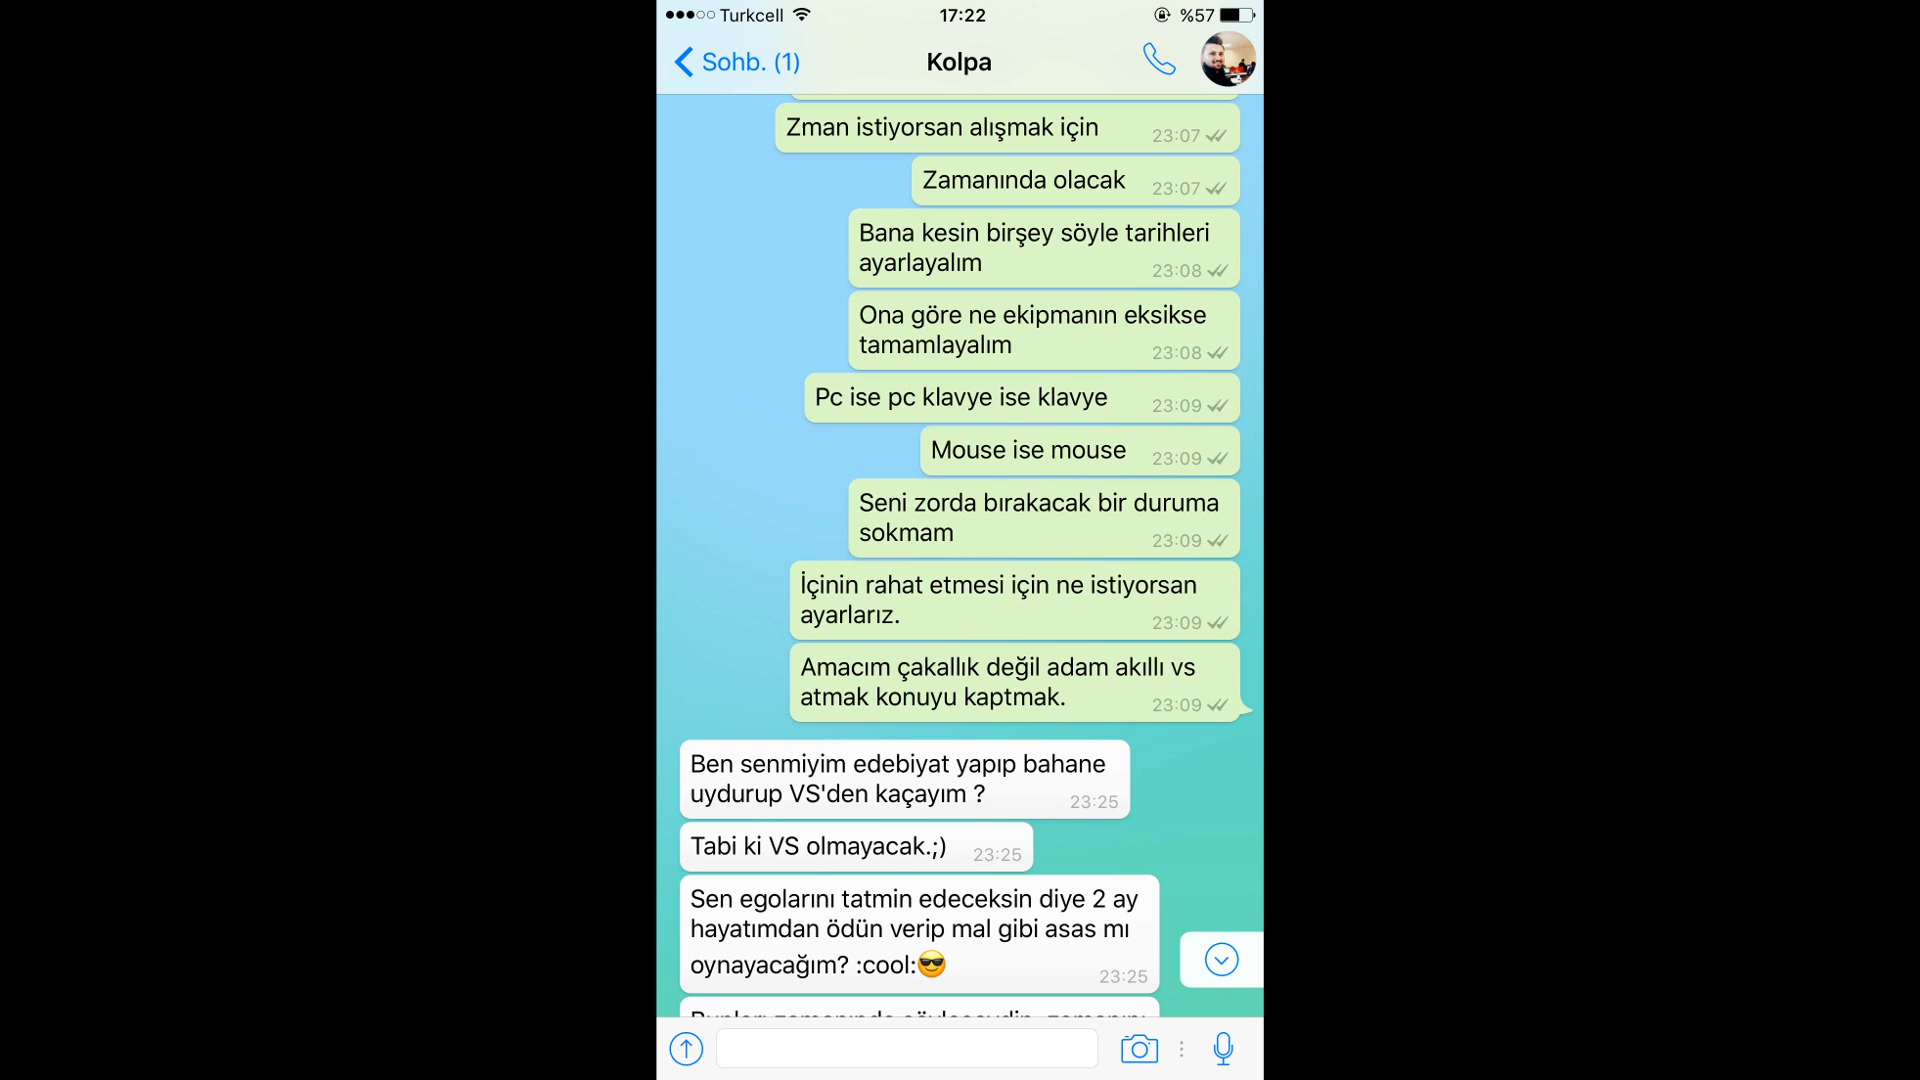 Turkcell 17:22 %57
Sohb. (1) Kolpa
Zman istiyorsan alışmak için 23:07
Zamanında olacak 23:07
Bana kesin birşey söyle tarihleri
ayarlayalım 23:08
Ona göre ne ekipmanın eksikse
tamamlayalım 23:08
Pc ise pc klavye ise klavye 23:09
Mouse ise mouse 23:09
Seni zorda bırakacak bir duruma
sokmam 23:09
İçinin rahat etmesi için ne istiyorsan
ayarlarız. 23:09
Amacım çakallık değil adam akıllı vs
atmak konuyu kaptmak. 23:09
Ben senmiyim edebiyat yapıp bahane
uydurup VS'den kaçayım ? 23:25
Tabi ki VS olmayacak.;) 23:25
Sen egolarını tatmin edeceksin diye 2 ay
hayatımdan ödün verip mal gibi asas mı
oynayacağım? :cool:😎 23:25